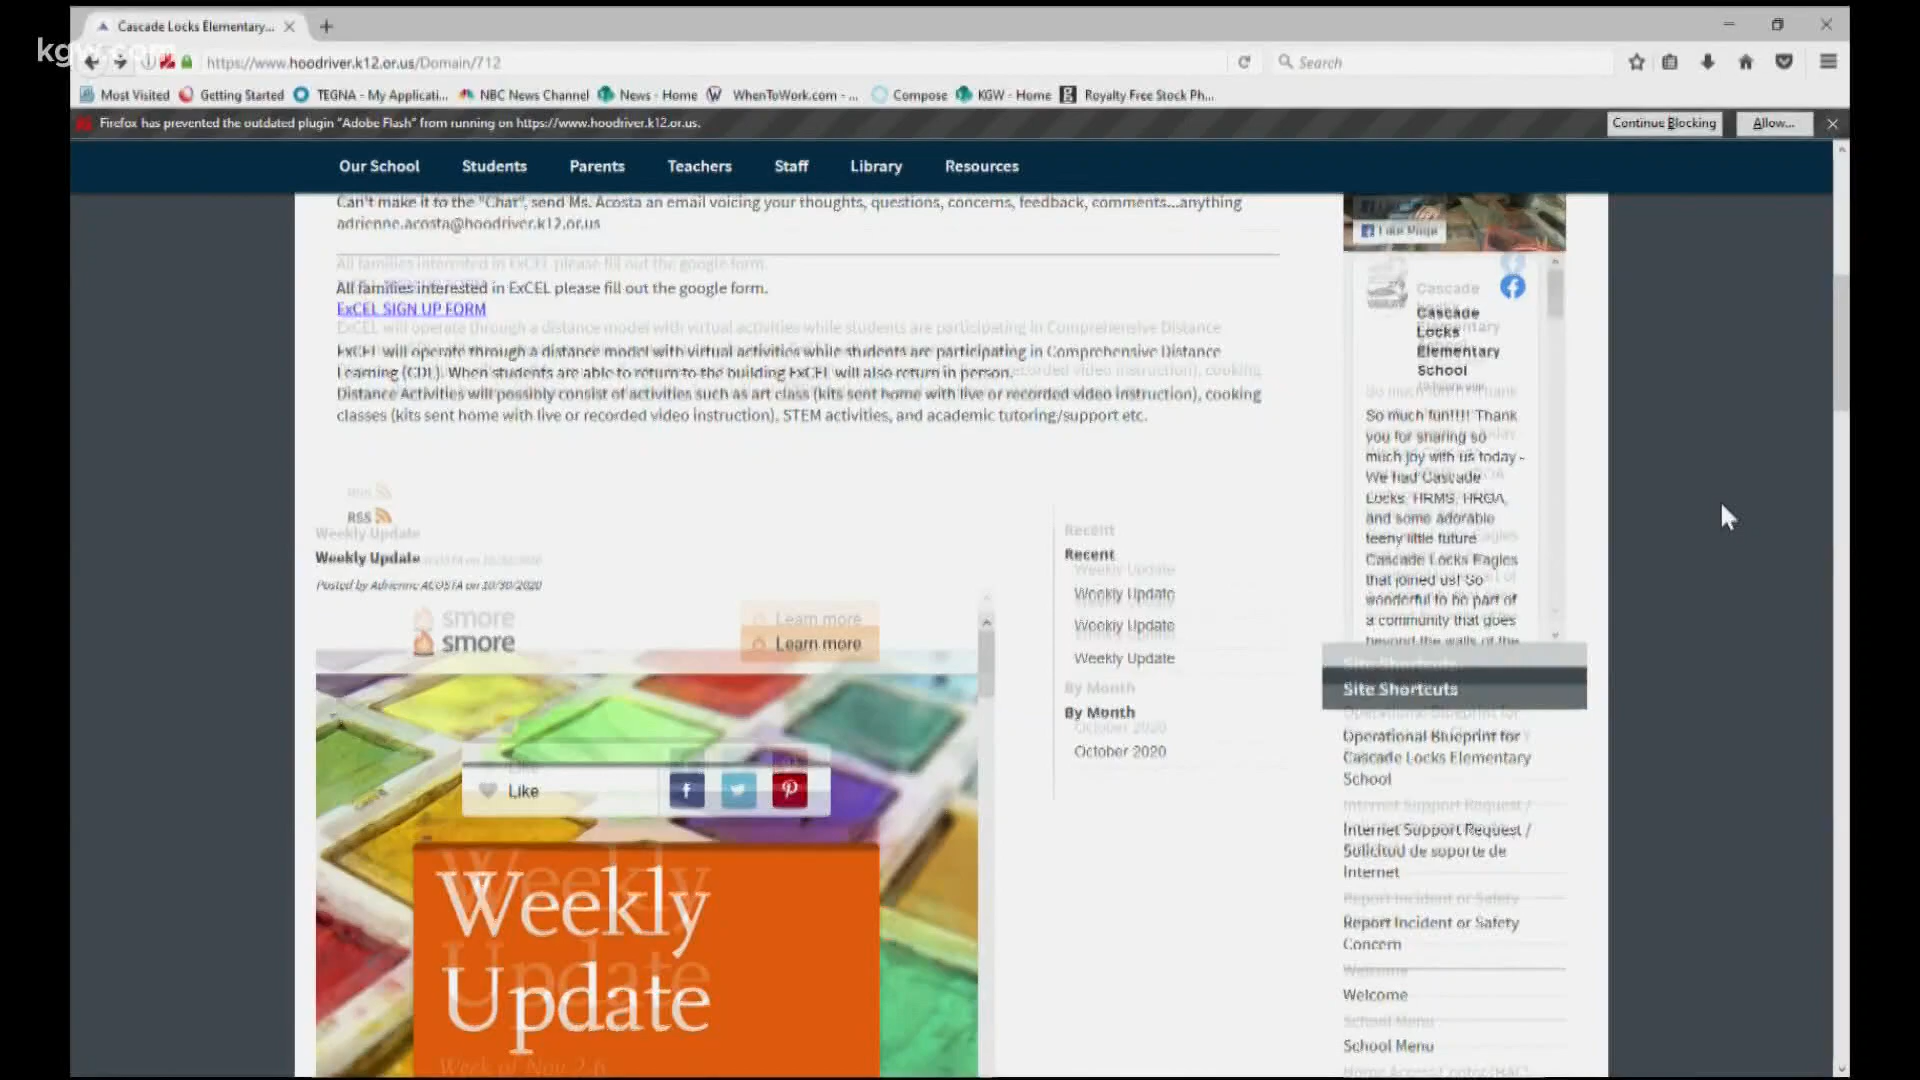 kgw.com
Cascade Locks Elementary...
https://www.hoodriver.k12.or.us/Domain/712
Search
Most Visited Getting Started TEGNA - My Applicati... NBC News Channel News - Home WhenToWork.com - ... Compose KGW - Home Royalty Free Stock Ph...
Firefox has prevented the outdated plugin "Adobe Flash" from running on https://www.hoodriver.k12.or.us.
Continue Blocking Allow...
Our School Students Parents Teachers Staff Library Resources
Can't make it to the "Chat", send Ms. Acosta an email voicing your thoughts, questions, concerns, feedback, comments...anything
adrienne.acosta@hoodriver.k12.or.us
All families interested in ExCEL please fill out the google form.
ExCEL SIGN UP FORM
ExCEL will operate through a distance model with virtual activities while students are participating in Comprehensive Distance
Learning (CDL). When students are able to return to the building ExCEL will also return in person.
Distance Activities will possibly consist of activities such as art class (kits sent home with live or recorded video instruction), cooking
classes (kits sent home with live or recorded video instruction), STEM activities, and academic tutoring/support etc.
RSS
Weekly Update
Posted by Adrienne ACOSTA on 10/30/2020
smore
Learn more
Like
Weekly
Update
Week of Nov 2-6
Recent
Weekly Update
Weekly Update
Weekly Update
By Month
October 2020
Like Page
Cascade
Locks
Elementary
School
So much fun!!!! Thank
you for sharing so
much joy with us today -
We had Cascade
Locks, HRMS, HROA,
and some adorable
teeny little future
Cascade Locks Eagles
that joined us! So
wonderful to be part of
a community that goes
beyond the walls of the
Site Shortcuts
Operational Blueprint for
Cascade Locks Elementary
School
Internet Support Request /
Solicitud de soporte de
Internet
Report Incident or Safety
Concern
Welcome
School Menu